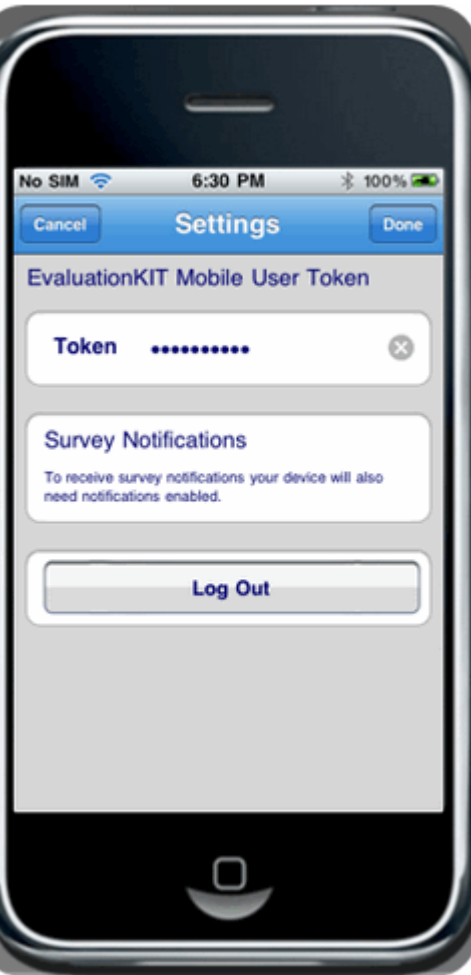 No SIM 6:30 PM 100%
Cancel Settings Done
EvaluationKIT Mobile User Token
Token ••••••••••
Survey Notifications
To receive survey notifications your device will also
need notifications enabled.
Log Out